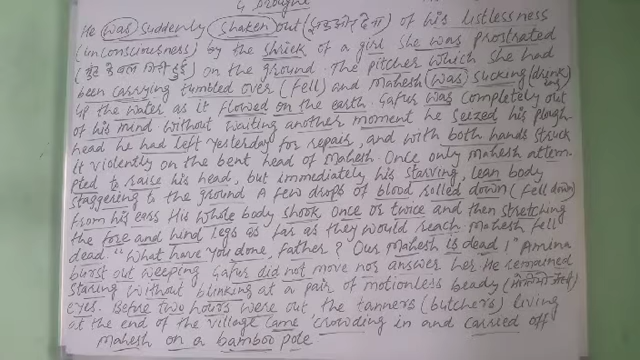 Drought
He was suddenly shaken out (झकझोर देना) of his listlessness
(inconsciousness) by the shrick of a girl she was prostrated
(मुँह के बल गिरी हुई) on the ground. The pitcher which she had
been carrying tumbled over (fell) and Mahesh was sucking (drink
ing) up the water as it flowed on the earth. Gafur was completely out
of his mind without waiting another moment he seezed his plough-
head he had left yesterday for repair, and with both hands struck
it violently on the bent head of Mahesh. Once only Mahesh attem-
pted to raise his head, but immediately his starving, lean body
staggering to the ground. A few drops of blood rolled down (fell down)
from his ears His whole body shook once or twice and then stretching
the fore and hind legs as far as they would reach. Mahesh fell
dead. "What have you done, father? Our Mahesh is dead!" Amina
burst out weeping Gafur did not move nor answer her. He remained
staring without blinking at a pair of motionless beady eyes. Before two hours were out the tanners (butchers) living
at the end of the village came crowding in and carried off
Mahesh on a bamboo pole